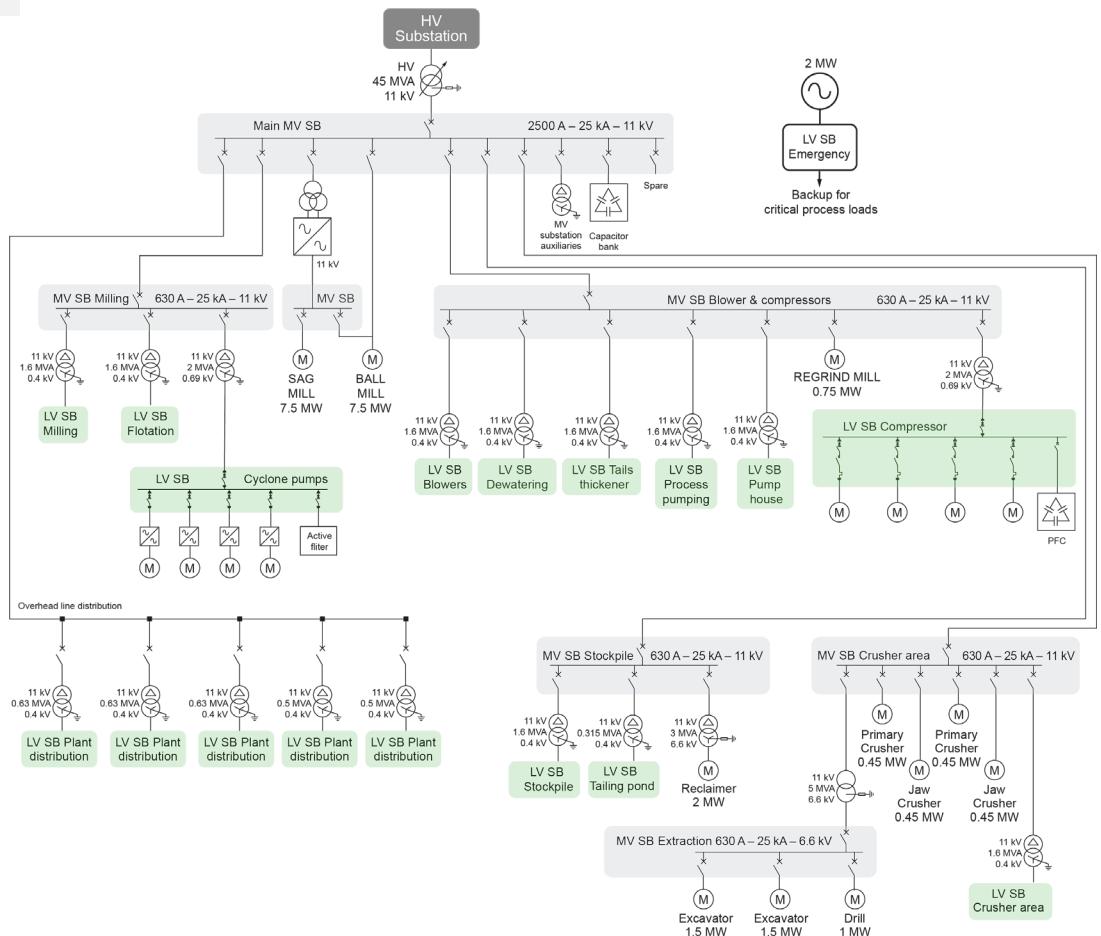 HV
Substation
HV
45 MVA
11 kV
2 MW
LV SB
Emergency
Backup for
critical process loads
Main MV SB
2500 A – 25 kA – 11 kV
Spare
MV
substation
auxiliaries
Capacitor
bank
11 kV
MV SB Milling
630 A – 25 kA – 11 kV
MV SB
MV SB Blower & compressors
630 A – 25 kA – 11 kV
11 kV
1.6 MVA
0.4 kV
LV SB
Milling
11 kV
1.6 MVA
0.4 kV
LV SB
Flotation
11 kV
2 MVA
0.69 kV
M
SAG
MILL
7.5 MW
M
BALL
MILL
7.5 MW
M
REGRIND MILL
0.75 MW
11 kV
2 MVA
0.69 kV
11 kV
1.6 MVA
0.4 kV
LV SB
Blowers
11 kV
1.6 MVA
0.4 kV
LV SB
Dewatering
11 kV
1.6 MVA
0.4 kV
LV SB Tails
thickener
11 kV
1.6 MVA
0.4 kV
LV SB
Process
pumping
11 kV
1.6 MVA
0.4 kV
LV SB
Pump
house
LV SB Compressor
M
M
M
M
PFC
LV SB
Cyclone pumps
Active
fliter
M
M
M
M
Overhead line distribution
11 kV
0.63 MVA
0.4 kV
LV SB Plant
distribution
11 kV
0.63 MVA
0.4 kV
LV SB Plant
distribution
11 kV
0.63 MVA
0.4 kV
LV SB Plant
distribution
11 kV
0.5 MVA
0.4 kV
LV SB Plant
distribution
11 kV
0.5 MVA
0.4 kV
LV SB Plant
distribution
MV SB Stockpile
630 A – 25 kA – 11 kV
11 kV
1.6 MVA
0.4 kV
LV SB
Stockpile
11 kV
0.315 MVA
0.4 kV
LV SB
Tailing pond
11 kV
3 MVA
6.6 kV
M
Reclaimer
2 MW
MV SB Crusher area
630 A – 25 kA – 11 kV
M
Primary
Crusher
0.45 MW
M
Jaw
Crusher
0.45 MW
M
Primary
Crusher
0.45 MW
M
Jaw
Crusher
0.45 MW
11 kV
5 MVA
6.6 kV
11 kV
1.6 MVA
0.4 kV
LV SB
Crusher area
MV SB Extraction 630 A – 25 kA – 6.6 kV
M
Excavator
1.5 MW
M
Excavator
1.5 MW
M
Drill
1 MW